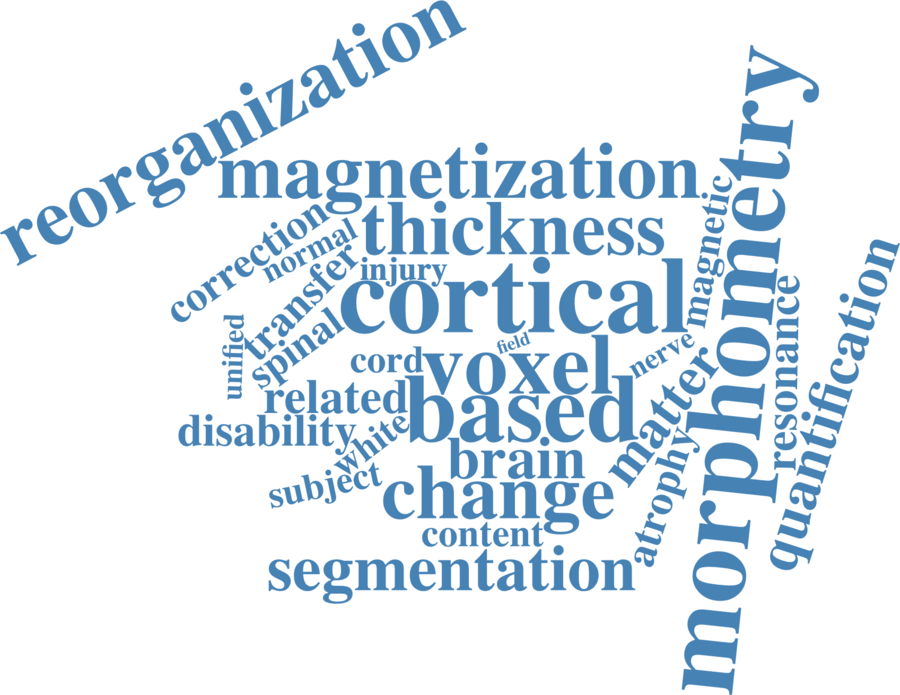 reorganization
magnetization
morphometry
magnetic
thickness
correction
normal
transfer
injury
cortical
spinal
unified
field
nerve
cord
voxel
resonance
quantification
matter
related
based
disability
white
brain
atrophy
subject
change
content
segmentation